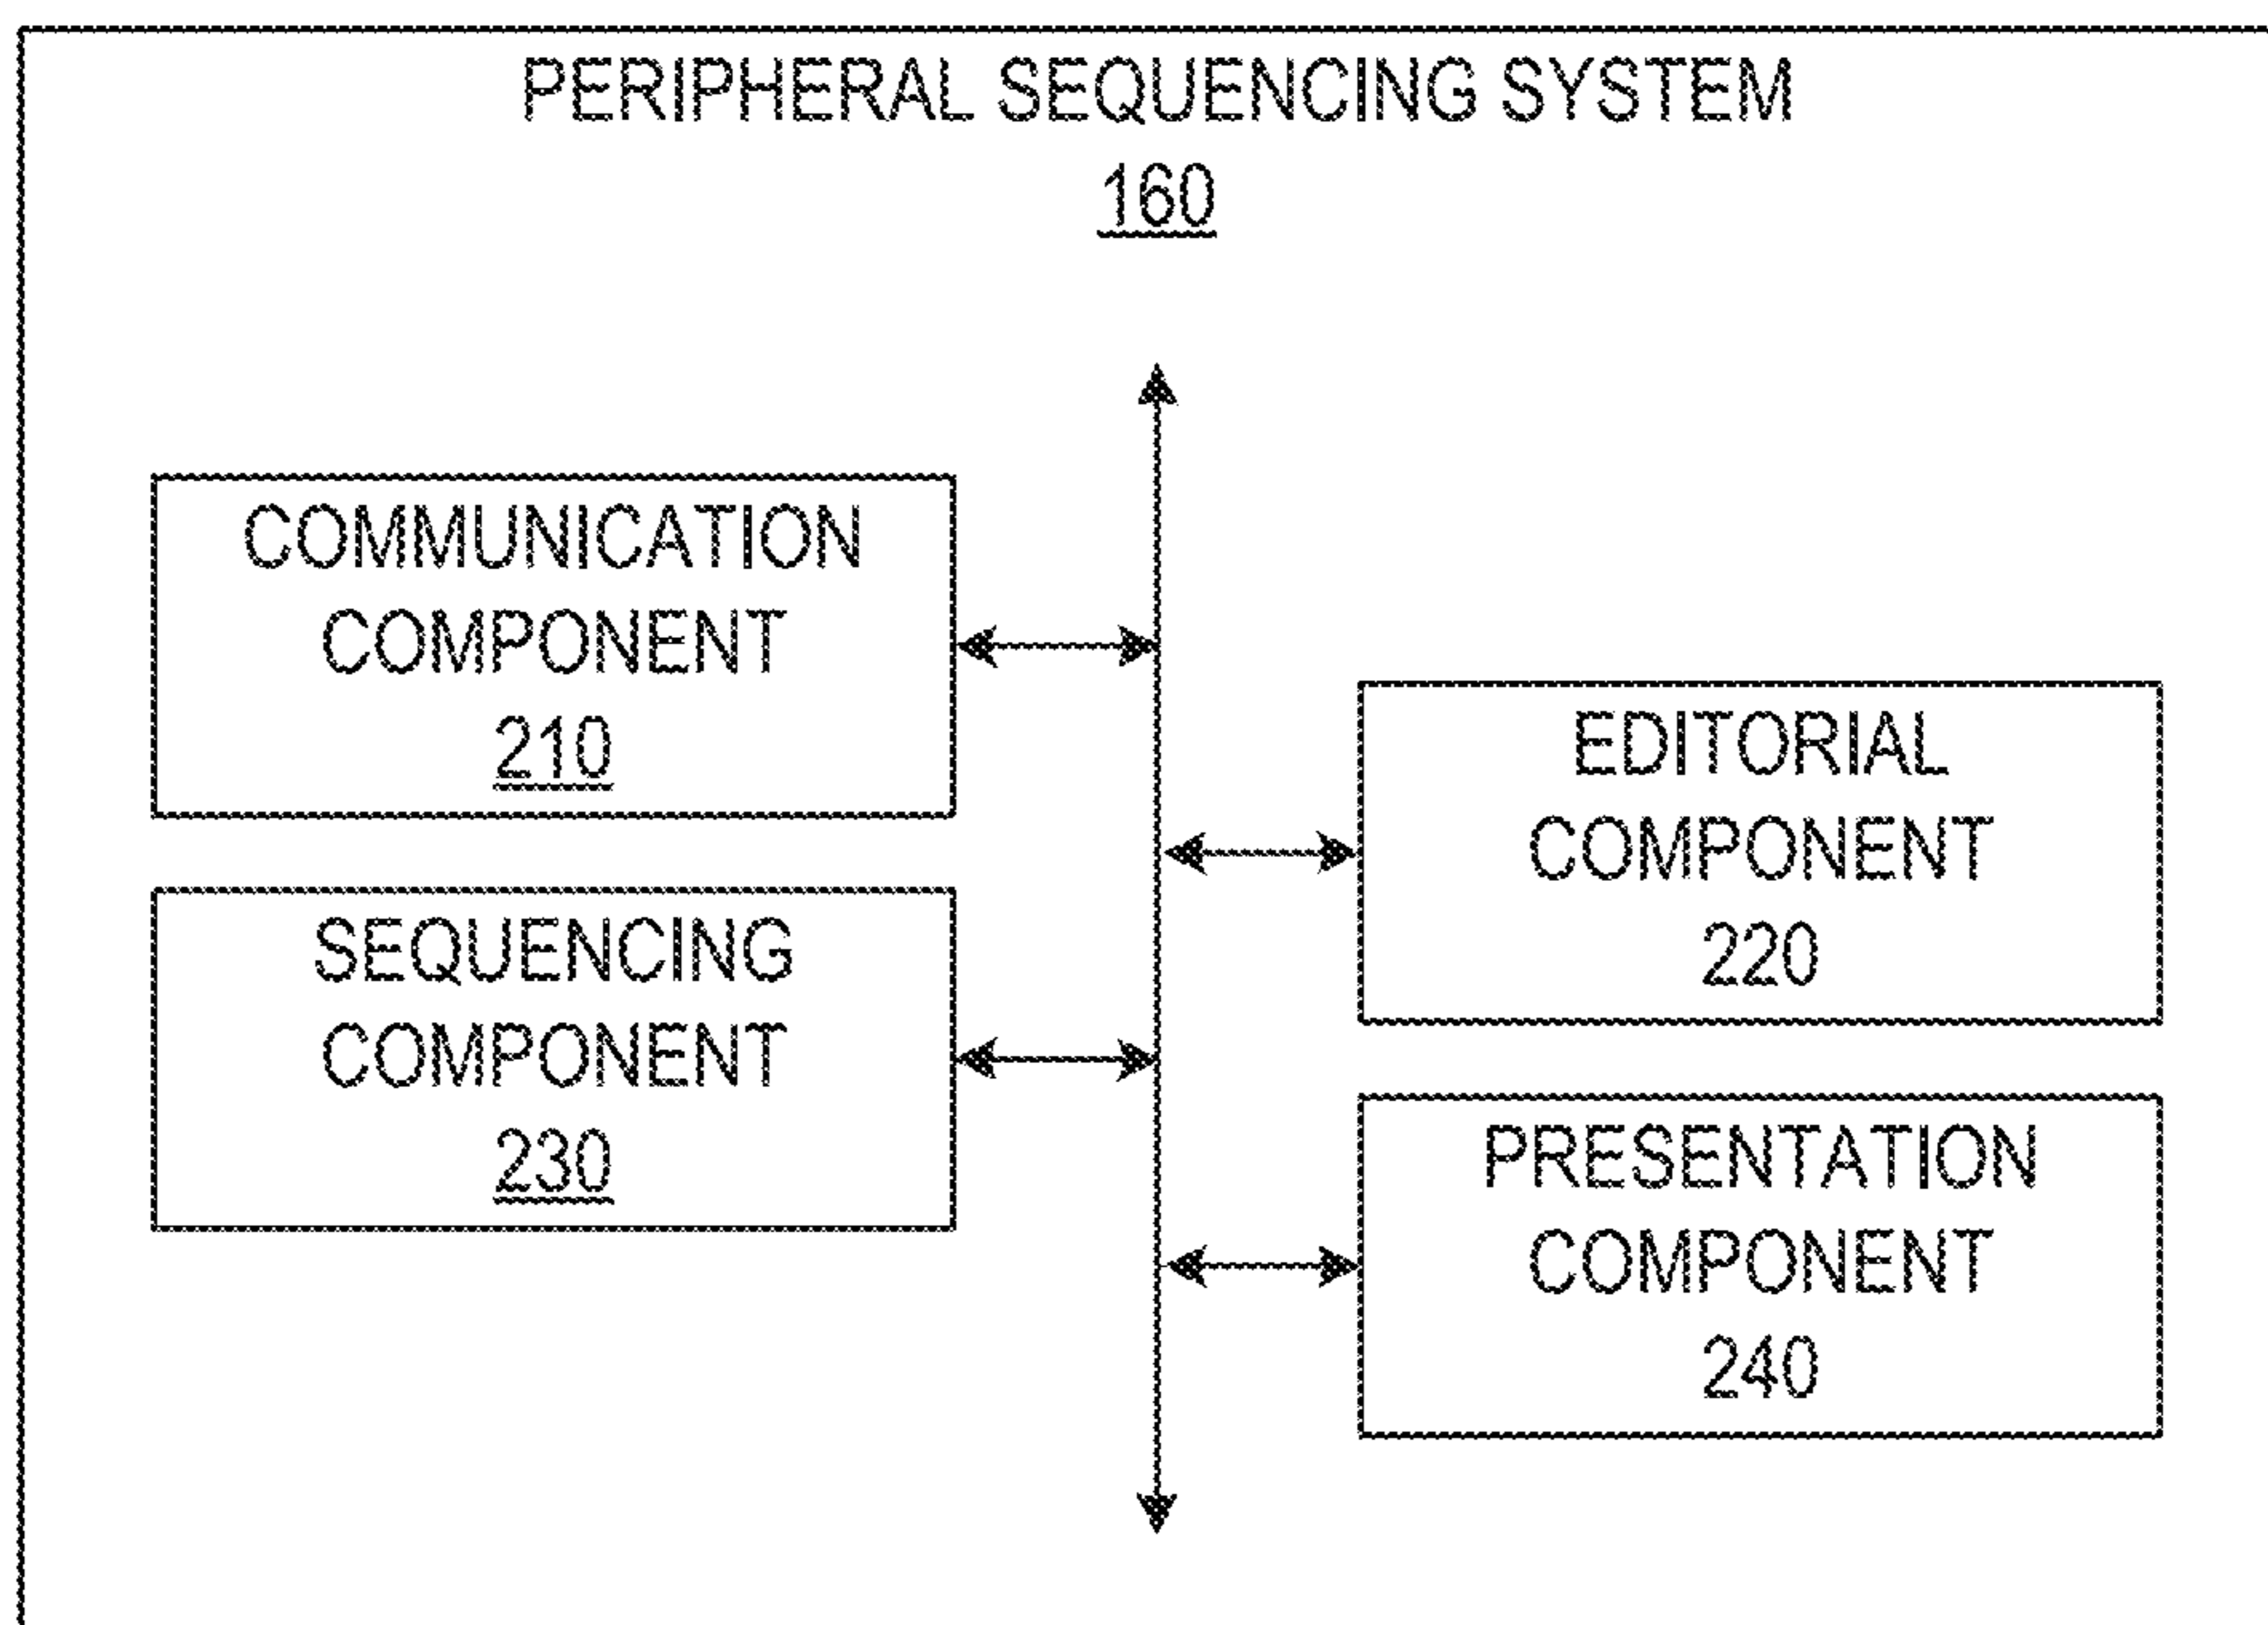 PERIPHERAL SEQUENCING SYSTEM
160
COMMUNICATION
COMPONENT
210
EDITORIAL
COMPONENT
220
SEQUENCING
COMPONENT
230
PRESENTATION
COMPONENT
240